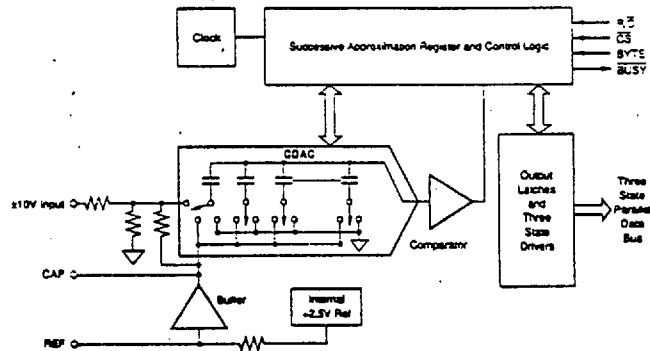 Clock
Successive Approximation Register and Control Logic
R/C
CS
BYTE
BUSY
CDAC
±10V Input
Comparator
Output
Latches
and
Three
State
Drivers
Three
State
Parallel
Data
Bus
CAP
Buffer
Internal
+2.5V Ref
REF